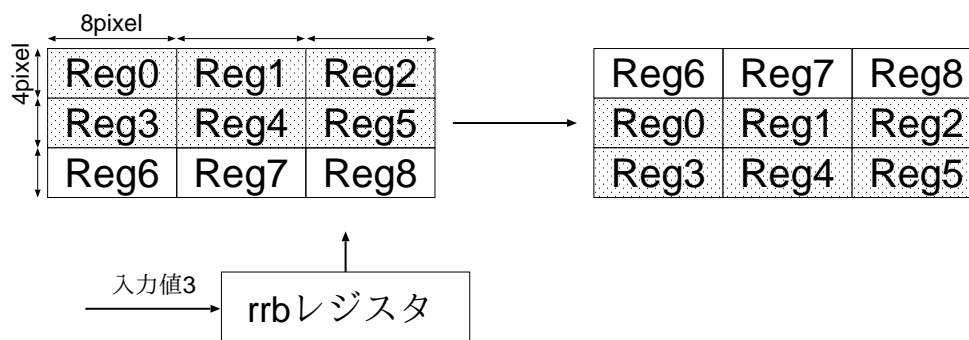 8pixel
4pixel
Reg0 Reg1 Reg2
Reg3 Reg4 Reg5
Reg6 Reg7 Reg8
Reg6 Reg7 Reg8
Reg0 Reg1 Reg2
Reg3 Reg4 Reg5
入力値3
rrbレジスタ